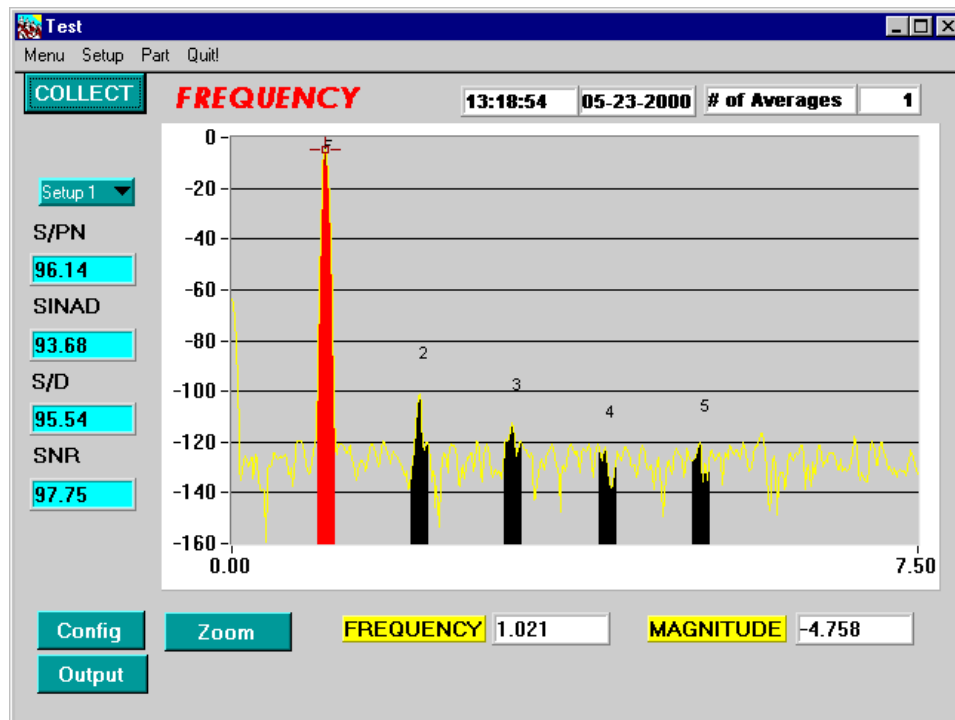 Test
Menu Setup Part Quit!
COLLECT FREQUENCY 13:18:54 05-23-2000 # of Averages 1
Setup 1
S/PN
96.14
SINAD
93.68
S/D
95.54
SNR
97.75
0
-20
-40
-60
-80
-100
-120
-140
-160
F
2
3
4
5
0.00 7.50
Config Zoom FREQUENCY 1.021 MAGNITUDE -4.758
Output